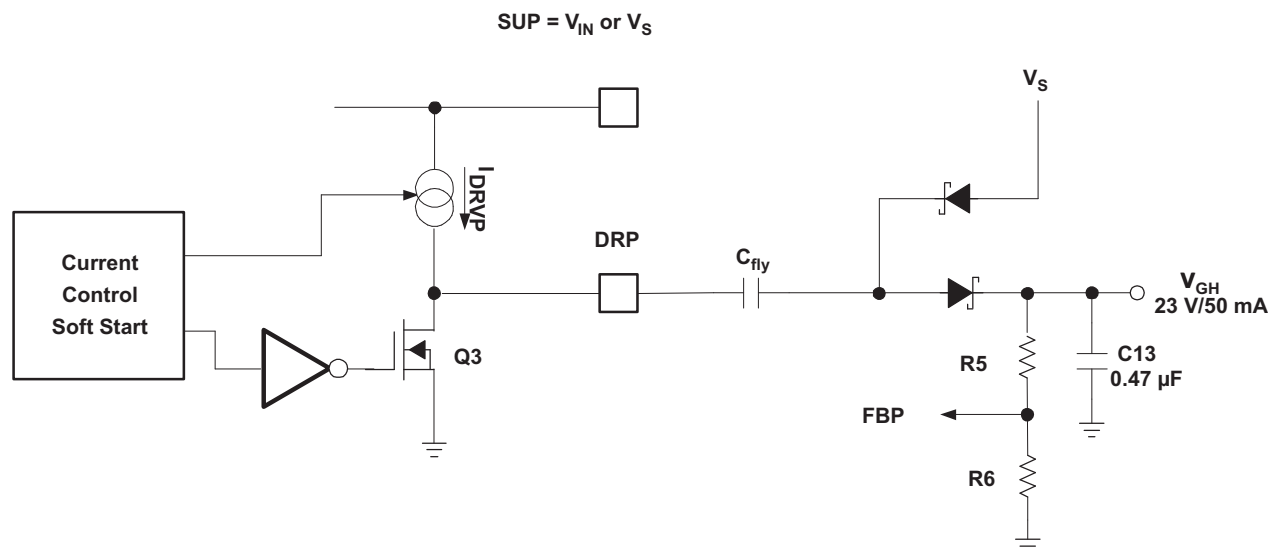 SUP = V_IN or V_S
V_S
I_DRVP
Current
Control
Soft Start
DRP
C_fly
Q3
V_GH
23 V/50 mA
R5
C13
0.47 µF
FBP
R6